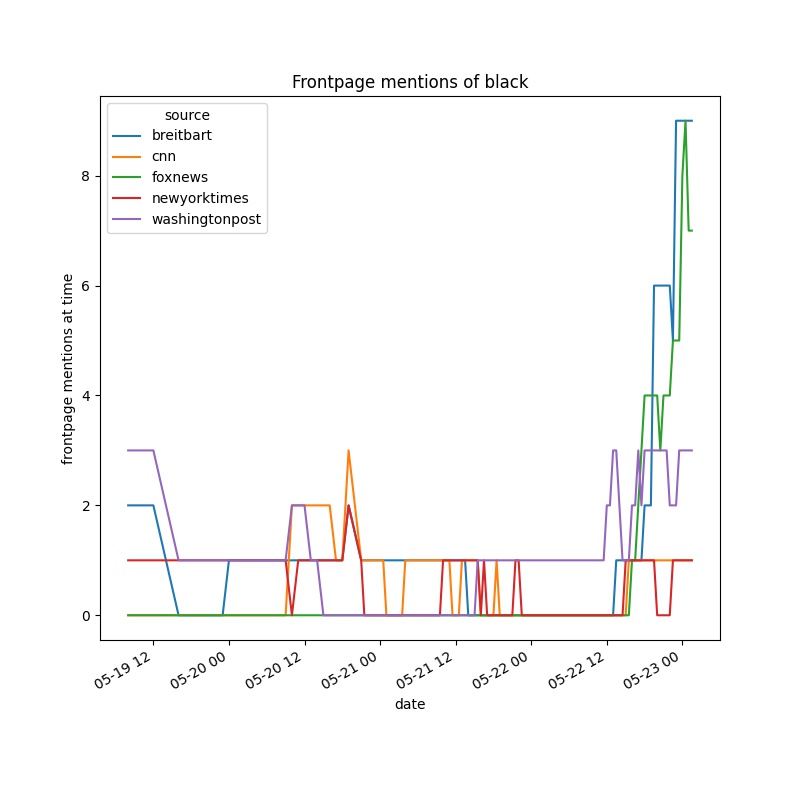 Frontpage mentions of black
source
breitbart
cnn
foxnews
newyorktimes
washingtonpost
frontpage mentions at time
8
6
4
2
0
05-19 12
05-20 00
05-20 12
05-21 00
05-21 12
05-22 00
05-22 12
05-23 00
date